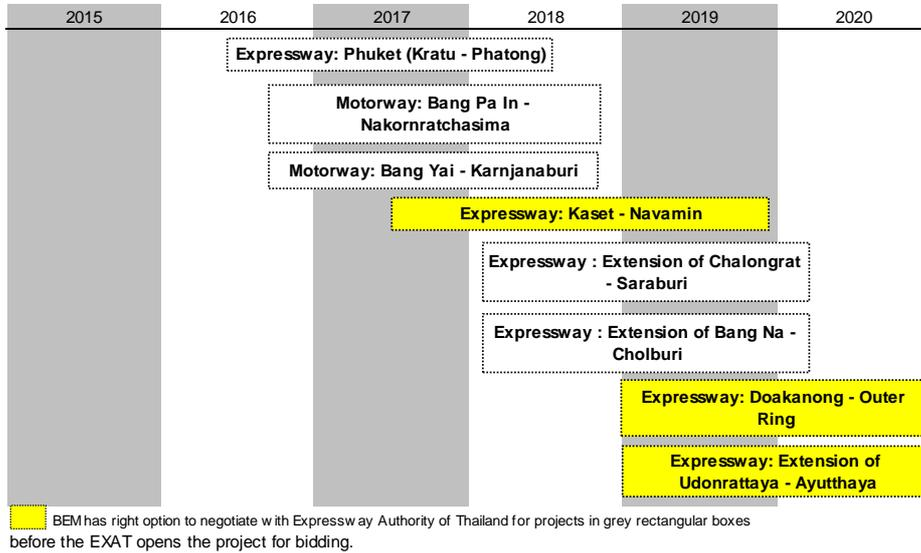 2015 2016 2017 2018 2019 2020
Expressway: Phuket (Kratu - Phatong)
Motorway: Bang Pa In -
Nakornratchasima
Motorway: Bang Yai - Karnjanaburi
Expressway: Kaset - Navamin
Expressway : Extension of Chalongrat
- Saraburi
Expressway : Extension of Bang Na -
Cholburi
Expressway: Doakanong - Outer
Ring
Expressway: Extension of
Udonrattaya - Ayutthaya
BEM has right option to negotiate with Expressway Authority of Thailand for projects in grey rectangular boxes
before the EXAT opens the project for bidding.